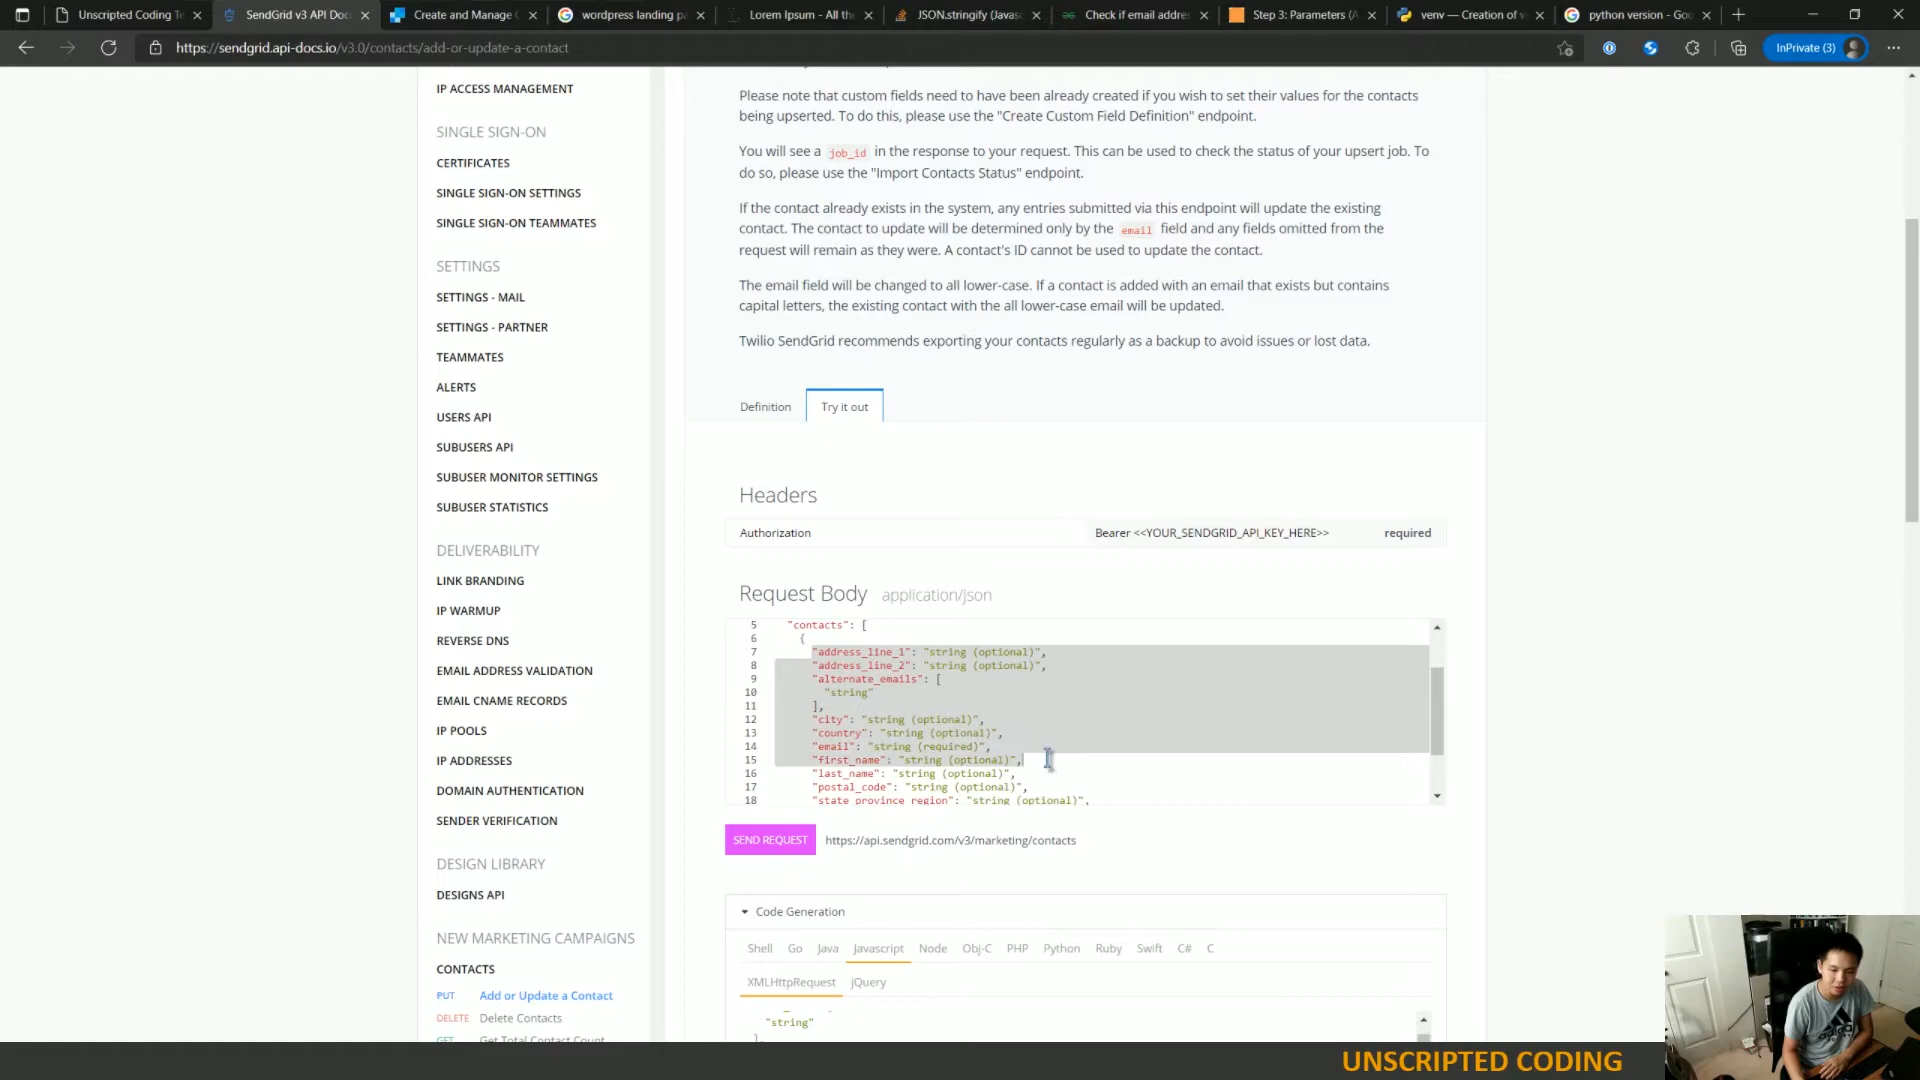 Unscripted Coding Te
SendGrid v3 API Doc
Create and Manage C
wordpress landing pa
Lorem Ipsum - All the
JSON.stringify (Javasc
Check if email addres
Step 3: Parameters (A
venv — Creation of v
python version - Goo
https://sendgrid.api-docs.io/v3.0/contacts/add-or-update-a-contact
InPrivate (3)
IP ACCESS MANAGEMENT
SINGLE SIGN-ON
CERTIFICATES
SINGLE SIGN-ON SETTINGS
SINGLE SIGN-ON TEAMMATES
SETTINGS
SETTINGS - MAIL
SETTINGS - PARTNER
TEAMMATES
ALERTS
USERS API
SUBUSERS API
SUBUSER MONITOR SETTINGS
SUBUSER STATISTICS
DELIVERABILITY
LINK BRANDING
IP WARMUP
REVERSE DNS
EMAIL ADDRESS VALIDATION
EMAIL CNAME RECORDS
IP POOLS
IP ADDRESSES
DOMAIN AUTHENTICATION
SENDER VERIFICATION
DESIGN LIBRARY
DESIGNS API
NEW MARKETING CAMPAIGNS
CONTACTS
PUT Add or Update a Contact
DELETE Delete Contacts
GET Get Total Contact Count
Please note that custom fields need to have been already created if you wish to set their values for the contacts
being upserted. To do this, please use the "Create Custom Field Definition" endpoint.
You will see a job_id in the response to your request. This can be used to check the status of your upsert job. To
do so, please use the "Import Contacts Status" endpoint.
If the contact already exists in the system, any entries submitted via this endpoint will update the existing
contact. The contact to update will be determined only by the email field and any fields omitted from the
request will remain as they were. A contact's ID cannot be used to update the contact.
The email field will be changed to all lower-case. If a contact is added with an email that exists but contains
capital letters, the existing contact with the all lower-case email will be updated.
Twilio SendGrid recommends exporting your contacts regularly as a backup to avoid issues or lost data.
Definition Try it out
Headers
Authorization Bearer <<YOUR_SENDGRID_API_KEY_HERE>> required
Request Body application/json
5 "contacts": [
6 {
7 "address_line_1": "string (optional)",
8 "address_line_2": "string (optional)",
9 "alternate_emails": [
10 "string"
11 ],
12 "city": "string (optional)",
13 "country": "string (optional)",
14 "email": "string (required)",
15 "first_name": "string (optional)",
16 "last_name": "string (optional)",
17 "postal_code": "string (optional)",
18 "state_province_region": "string (optional)",
SEND REQUEST https://api.sendgrid.com/v3/marketing/contacts
Code Generation
Shell Go Java Javascript Node Obj-C PHP Python Ruby Swift C# C
XMLHttpRequest jQuery
"string"
UNSCRIPTED CODING